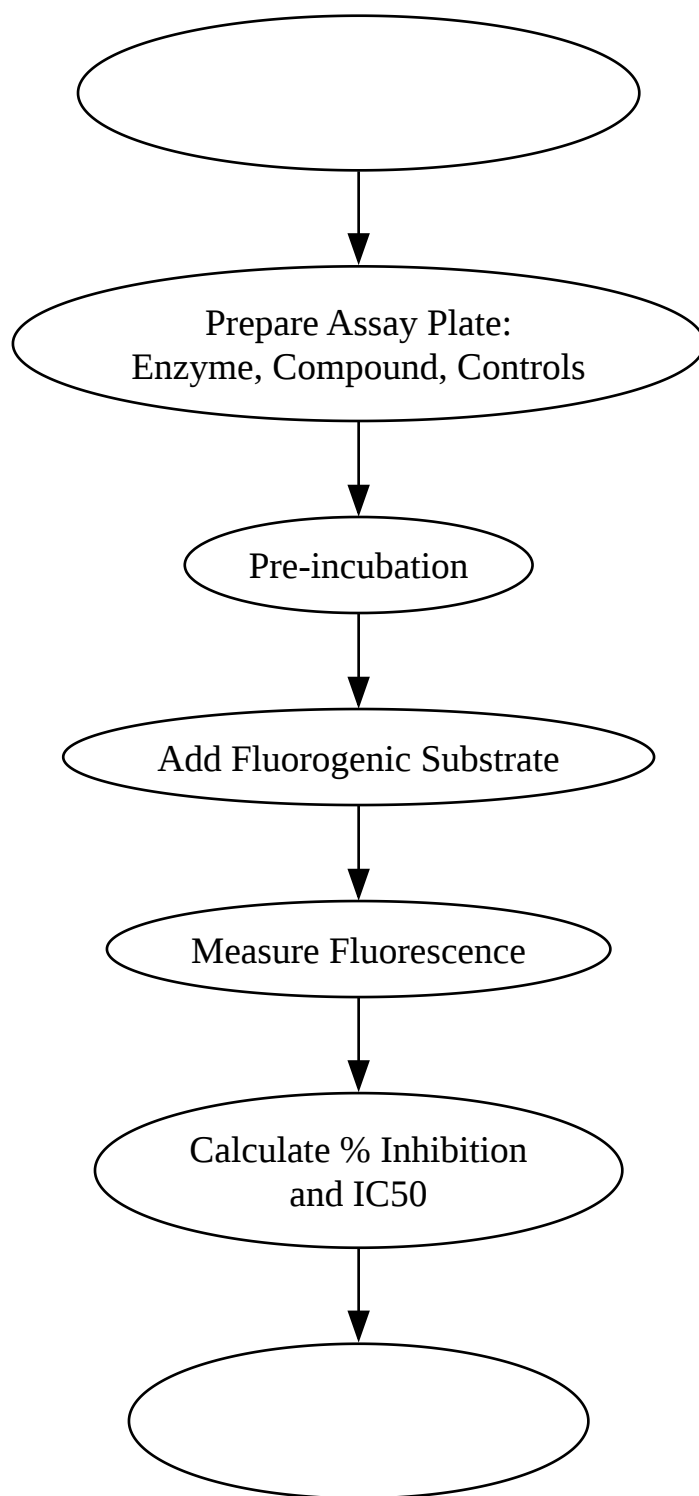 Prepare Assay Plate:
Enzyme, Compound, Controls
Pre-incubation
Add Fluorogenic Substrate
Measure Fluorescence
Calculate % Inhibition
and IC50